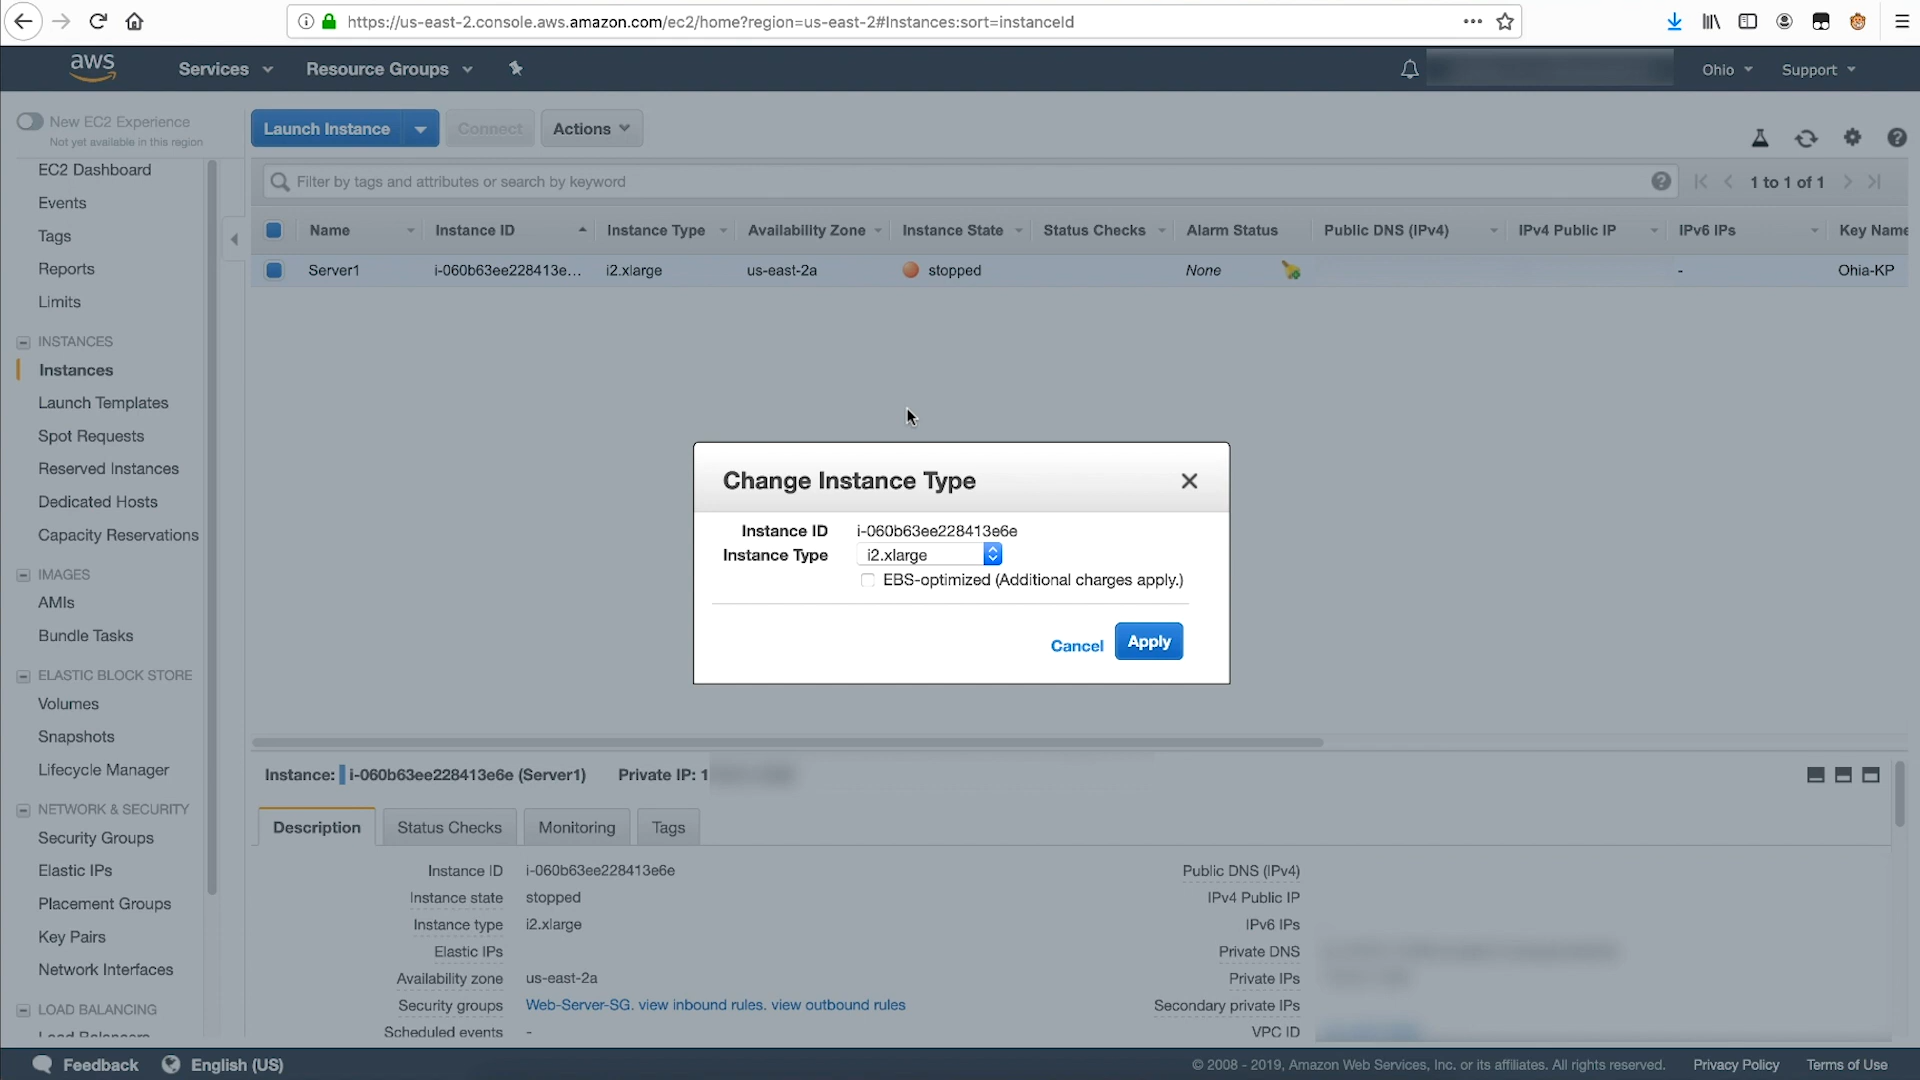 https://us-east-2.console.aws.amazon.com/ec2/home?region=us-east-2#Instances:sort=instanceId
aws
Services
Resource Groups
Ohio
Support
New EC2 Experience
Not yet available in this region
EC2 Dashboard
Events
Tags
Reports
Limits
INSTANCES
Instances
Launch Templates
Spot Requests
Reserved Instances
Dedicated Hosts
Capacity Reservations
IMAGES
AMIs
Bundle Tasks
ELASTIC BLOCK STORE
Volumes
Snapshots
Lifecycle Manager
NETWORK & SECURITY
Security Groups
Elastic IPs
Placement Groups
Key Pairs
Network Interfaces
LOAD BALANCING
Load Balancers
Launch Instance
Connect
Actions
Filter by tags and attributes or search by keyword
1 to 1 of 1
Name Instance ID Instance Type Availability Zone Instance State Status Checks Alarm Status Public DNS (IPv4) IPv4 Public IP IPv6 IPs Key Name
Server1 i-060b63ee228413e... i2.xlarge us-east-2a stopped None - Ohia-KP
Change Instance Type
Instance ID i-060b63ee228413e6e
Instance Type i2.xlarge
EBS-optimized (Additional charges apply.)
Cancel Apply
Instance: i-060b63ee228413e6e (Server1) Private IP: 1
Description Status Checks Monitoring Tags
Instance ID i-060b63ee228413e6e
Instance state stopped
Instance type i2.xlarge
Elastic IPs
Availability zone us-east-2a
Security groups Web-Server-SG. view inbound rules. view outbound rules
Scheduled events -
Public DNS (IPv4)
IPv4 Public IP
IPv6 IPs
Private DNS
Private IPs
Secondary private IPs
VPC ID
Feedback
English (US)
© 2008 - 2019, Amazon Web Services, Inc. or its affiliates. All rights reserved.
Privacy Policy
Terms of Use